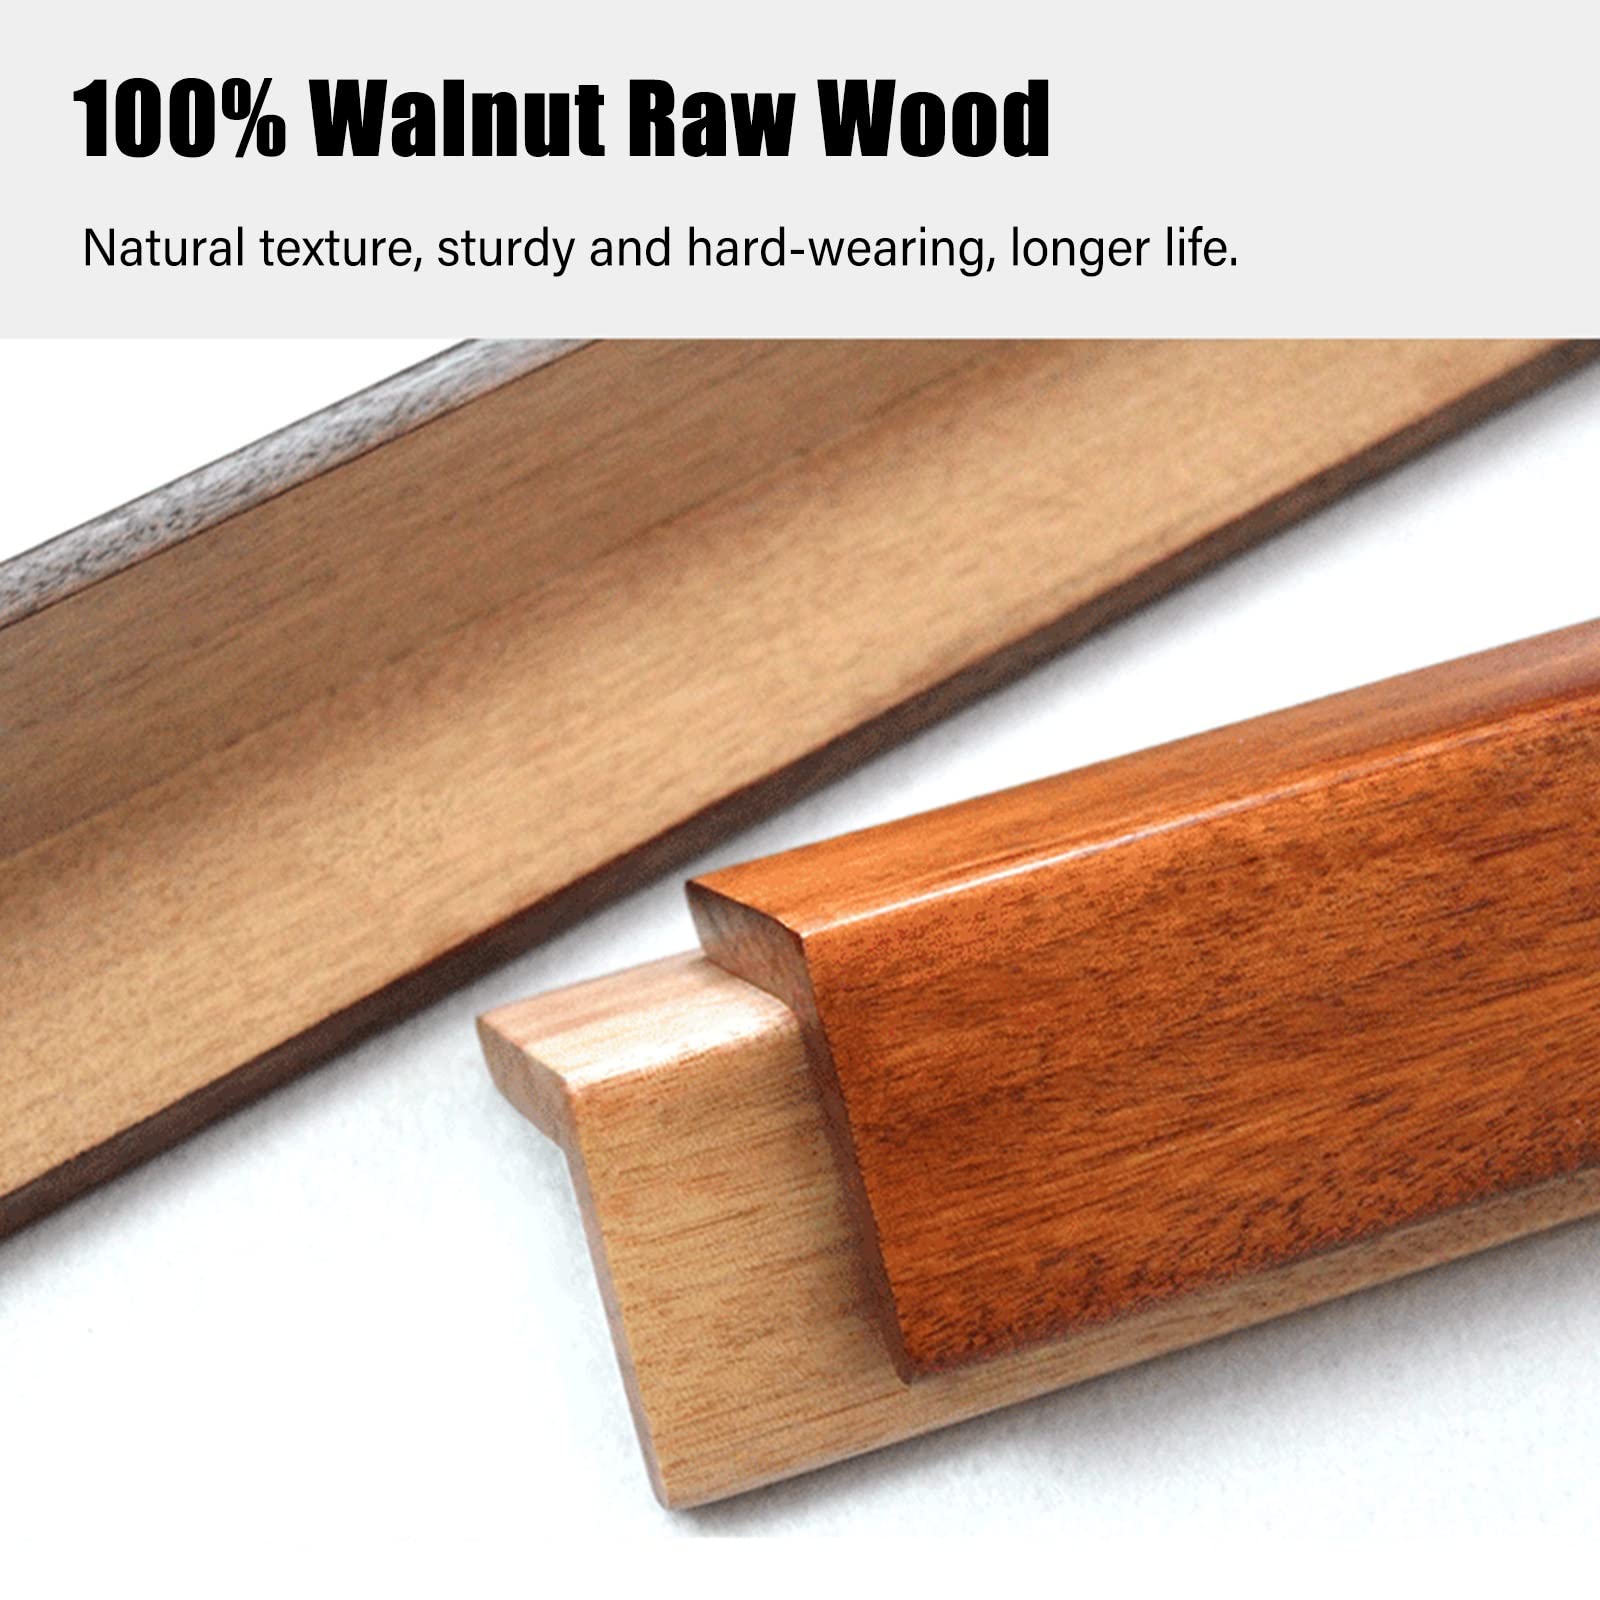 100% Walnut Raw Wood
Natural texture, sturdy and hard-wearing, longer life.